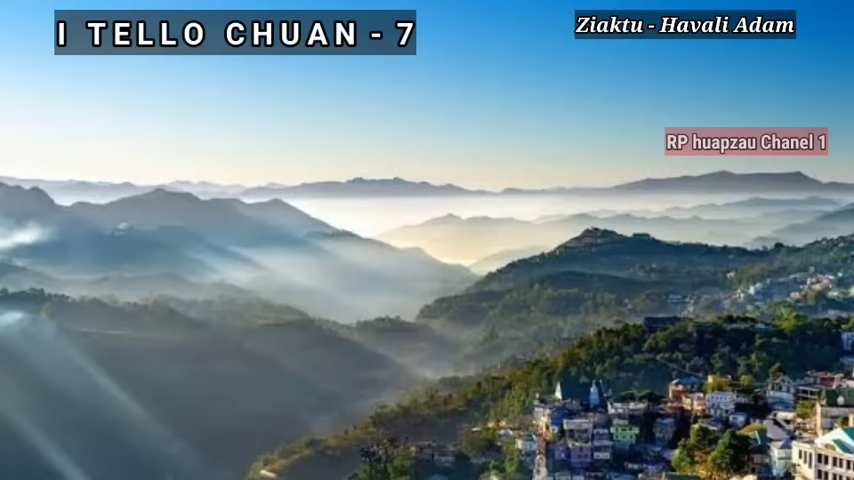 I TELLO CHUAN - 7
Ziaktu - Havali Adam
RP huapzau Chanel 1